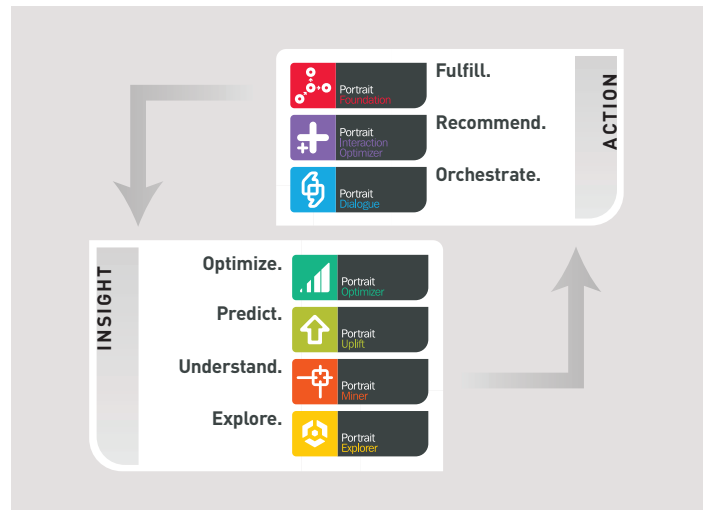 Fulfill.
Portrait
Foundation
Recommend.
Portrait
Interaction
Optimizer
Orchestrate.
Portrait
Dialogue
ACTION
INSIGHT
Optimize.
Portrait
Optimizer
Predict.
Portrait
Uplift
Understand.
Portrait
Miner
Explore.
Portrait
Explorer